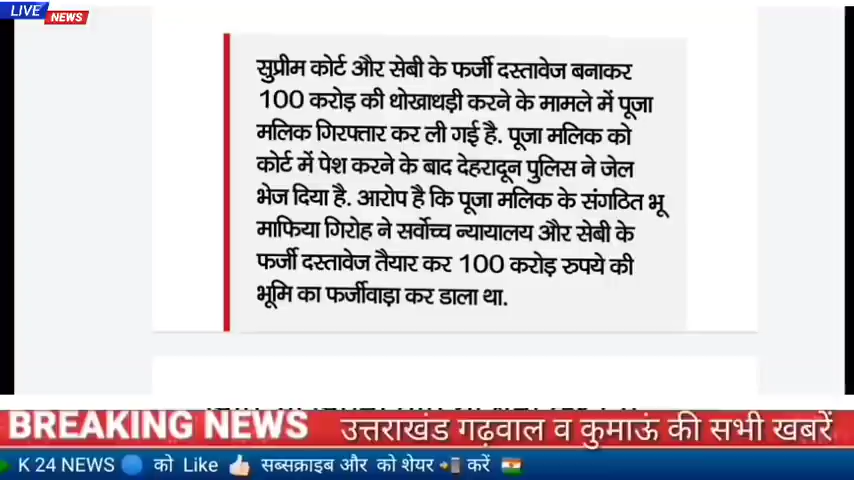 LIVE
NEWS
सुप्रीम कोर्ट और सेबी के फर्जी दस्तावेज बनाकर
100 करोड़ की धोखाधड़ी करने के मामले में पूजा
मलिक गिरफ्तार कर ली गई है. पूजा मलिक को
कोर्ट में पेश करने के बाद देहरादून पुलिस ने जेल
भेज दिया है. आरोप है कि पूजा मलिक के संगठित भू
माफिया गिरोह ने सर्वोच्च न्यायालय और सेबी के
फर्जी दस्तावेज तैयार कर 100 करोड़ रुपये की
भूमि का फर्जीवाड़ा कर डाला था.
BREAKING NEWS उत्तराखंड गढ़वाल व कुमाऊं की सभी खबरें
K 24 NEWS 🔵 को Like 👍🏻 सब्सक्राइब और को शेयर 📲 करें 🇮🇳